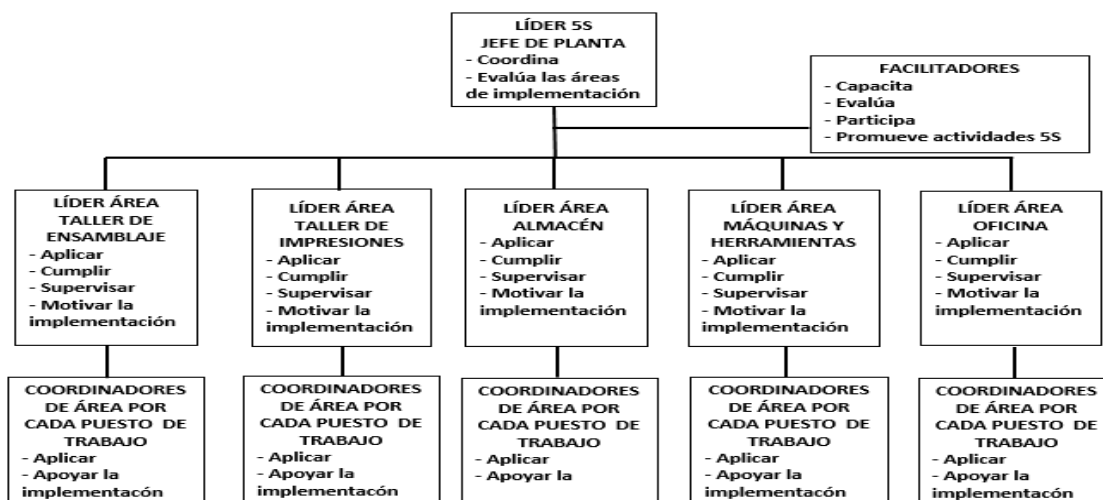 LÍDER 5S
JEFE DE PLANTA
- Coordina
- Evalúa las áreas
de implementación
FACILITADORES
- Capacita
- Evalúa
- Participa
- Promueve actividades 5S
LÍDER ÁREA
TALLER DE
ENSAMBLAJE
- Aplicar
- Cumplir
- Supervisar
- Motivar la
implementación
LÍDER ÁREA
TALLER DE
IMPRESIONES
- Aplicar
- Cumplir
- Supervisar
- Motivar la
implementación
LÍDER ÁREA
ALMACÉN
- Aplicar
- Cumplir
- Supervisar
- Motivar la
implementación
LÍDER ÁREA
MÁQUINAS Y
HERRAMIENTAS
- Aplicar
- Cumplir
- Supervisar
- Motivar la
implementación
LÍDER ÁREA
OFICINA
- Aplicar
- Cumplir
- Supervisar
- Motivar la
implementación
COORDINADORES
DE ÁREA POR
CADA PUESTO DE
TRABAJO
- Aplicar
- Apoyar la
implementacón
COORDINADORES
DE ÁREA POR
CADA PUESTO DE
TRABAJO
- Aplicar
- Apoyar la
implementacón
COORDINADORES
DE ÁREA POR
CADA PUESTO DE
TRABAJO
- Aplicar
- Apoyar la
COORDINADORES
DE ÁREA POR
CADA PUESTO DE
TRABAJO
- Aplicar
- Apoyar la
implementacón
COORDINADORES
DE ÁREA POR
CADA PUESTO DE
TRABAJO
- Aplicar
- Apoyar la
implementacón